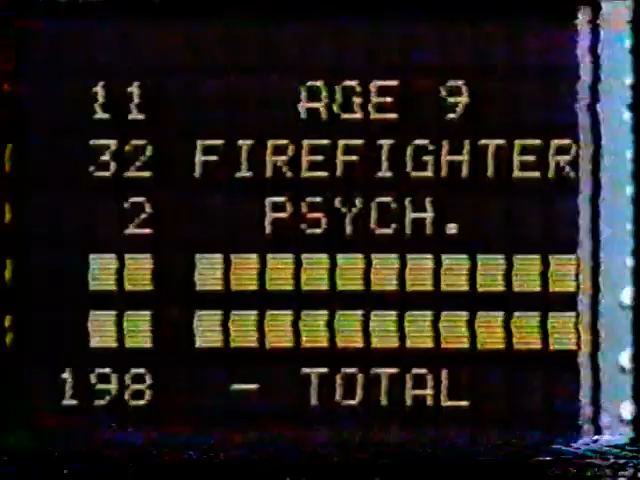 11 AGE 9
32 FIREFIGHTER
2 PSYCH.
198 - TOTAL